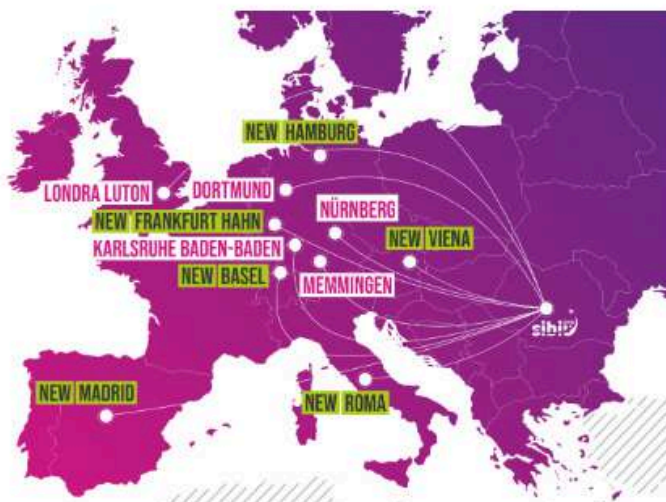 NEW HAMBURG
LONDRA LUTON
DORTMUND
NEW FRANKFURT HAHN
NÜRNBERG
KARLSRUHE BADEN-BADEN
NEW VIENA
NEW BASEL
MEMMINGEN
sibiu
NEW MADRID
NEW ROMA